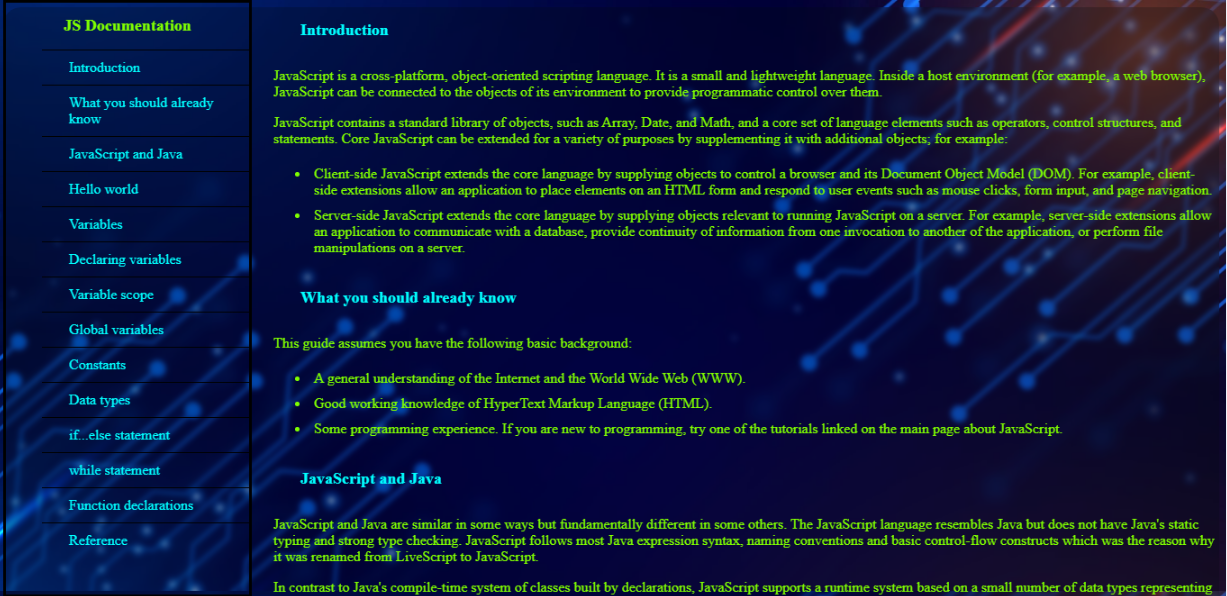 JS Documentation
Introduction
What you should already
know
JavaScript and Java
Hello world
Variables
Declaring variables
Variable scope
Global variables
Constants
Data types
if...else statement
while statement
Function declarations
Reference
Introduction
JavaScript is a cross-platform, object-oriented scripting language. It is a small and lightweight language. Inside a host environment (for example, a web browser),
JavaScript can be connected to the objects of its environment to provide programmatic control over them.
JavaScript contains a standard library of objects, such as Array, Date, and Math, and a core set of language elements such as operators, control structures, and
statements. Core JavaScript can be extended for a variety of purposes by supplementing it with additional objects; for example:
• Client-side JavaScript extends the core language by supplying objects to control a browser and its Document Object Model (DOM). For example, client-
side extensions allow an application to place elements on an HTML form and respond to user events such as mouse clicks, form input, and page navigation.
• Server-side JavaScript extends the core language by supplying objects relevant to running JavaScript on a server. For example, server-side extensions allow
an application to communicate with a database, provide continuity of information from one invocation to another of the application, or perform file
manipulations on a server.
What you should already know
This guide assumes you have the following basic background:
• A general understanding of the Internet and the World Wide Web (WWW).
• Good working knowledge of HyperText Markup Language (HTML).
• Some programming experience. If you are new to programming, try one of the tutorials linked on the main page about JavaScript.
JavaScript and Java
JavaScript and Java are similar in some ways but fundamentally different in some others. The JavaScript language resembles Java but does not have Java's static
typing and strong type checking. JavaScript follows most Java expression syntax, naming conventions and basic control-flow constructs which was the reason why
it was renamed from LiveScript to JavaScript.
In contrast to Java's compile-time system of classes built by declarations, JavaScript supports a runtime system based on a small number of data types representing